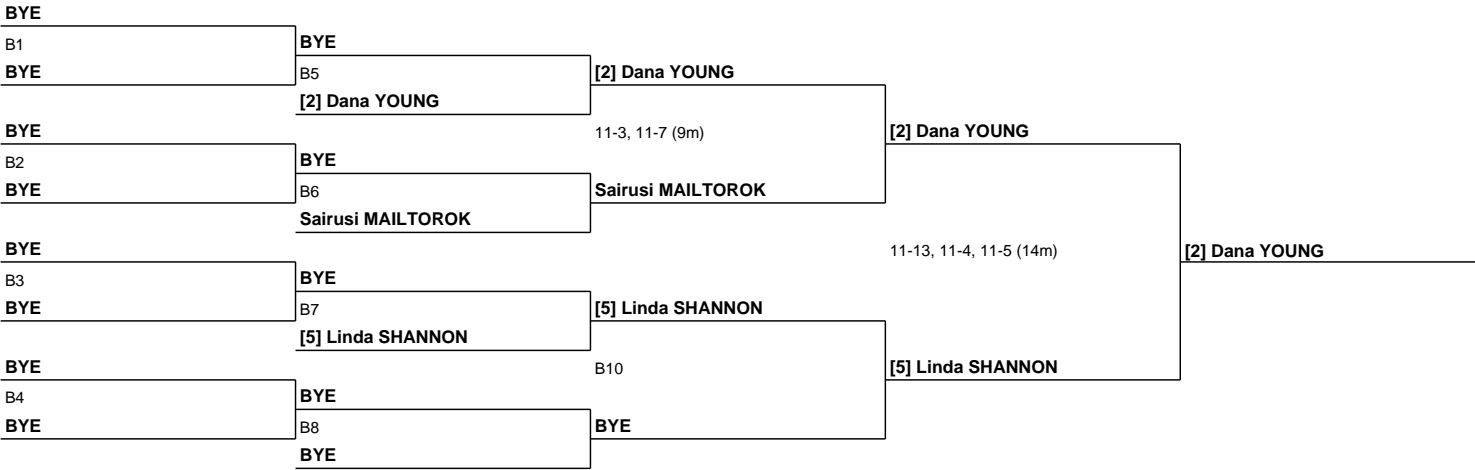 BYE
B1
BYE
BYE
B5
[2] Dana YOUNG
[2] Dana YOUNG
BYE
11-3, 11-7 (9m)
[2] Dana YOUNG
B2
BYE
BYE
B6
Sairusi MAILTOROK
Sairusi MAILTOROK
BYE
11-13, 11-4, 11-5 (14m)
[2] Dana YOUNG
B3
BYE
BYE
B7
[5] Linda SHANNON
[5] Linda SHANNON
BYE
B10
[5] Linda SHANNON
B4
BYE
BYE
B8
BYE
BYE